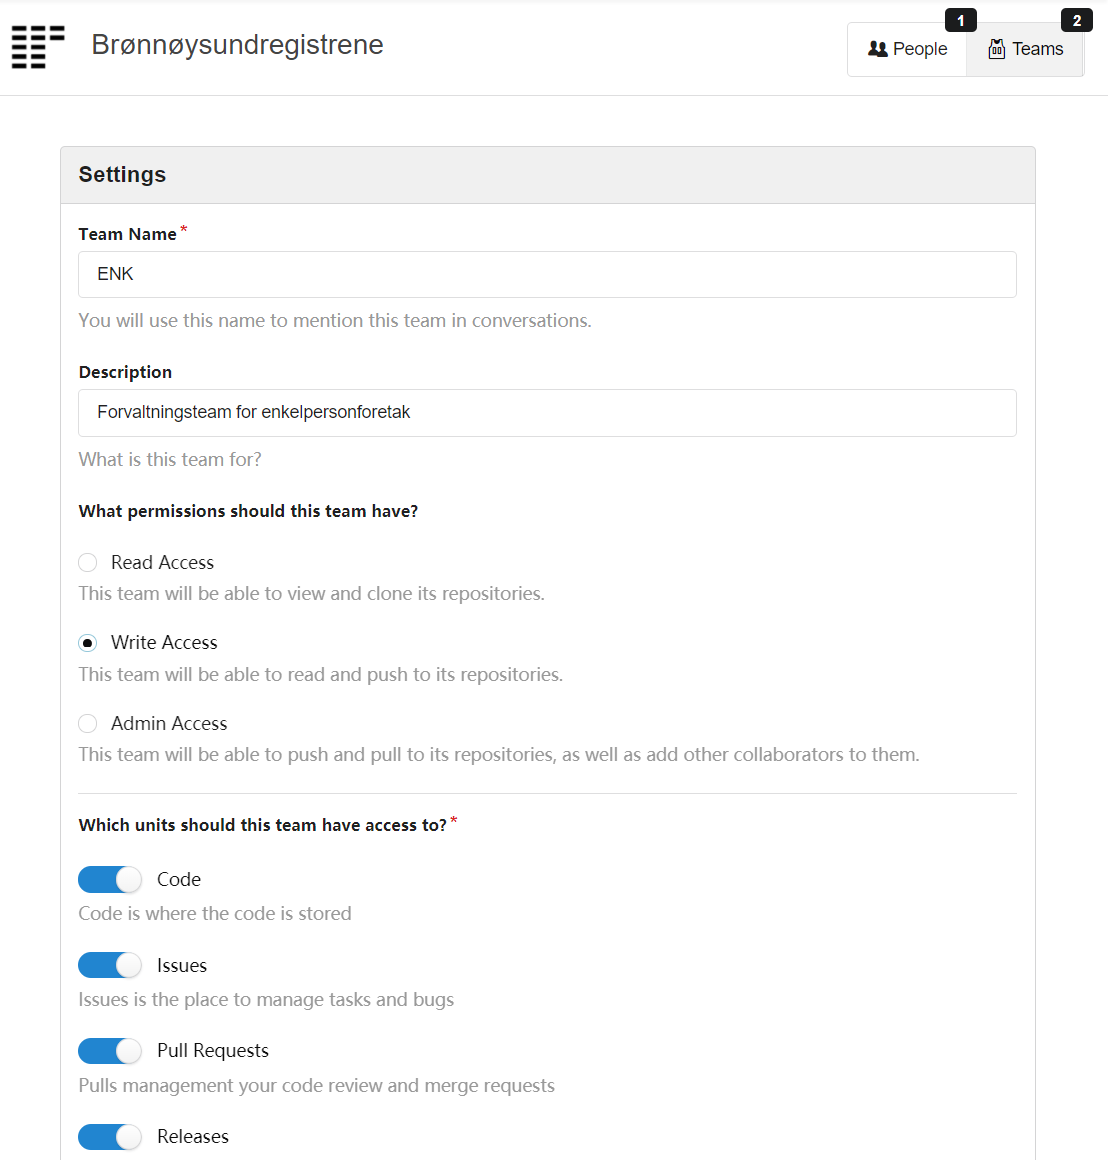 Brønnøysundregistrene
People 1
Teams 2
Settings
Team Name*
ENK
You will use this name to mention this team in conversations.
Description
Forvaltningsteam for enkelpersonforetak
What is this team for?
What permissions should this team have?
Read Access
This team will be able to view and clone its repositories.
Write Access
This team will be able to read and push to its repositories.
Admin Access
This team will be able to push and pull to its repositories, as well as add other collaborators to them.
Which units should this team have access to?*
Code
Code is where the code is stored
Issues
Issues is the place to manage tasks and bugs
Pull Requests
Pulls management your code review and merge requests
Releases